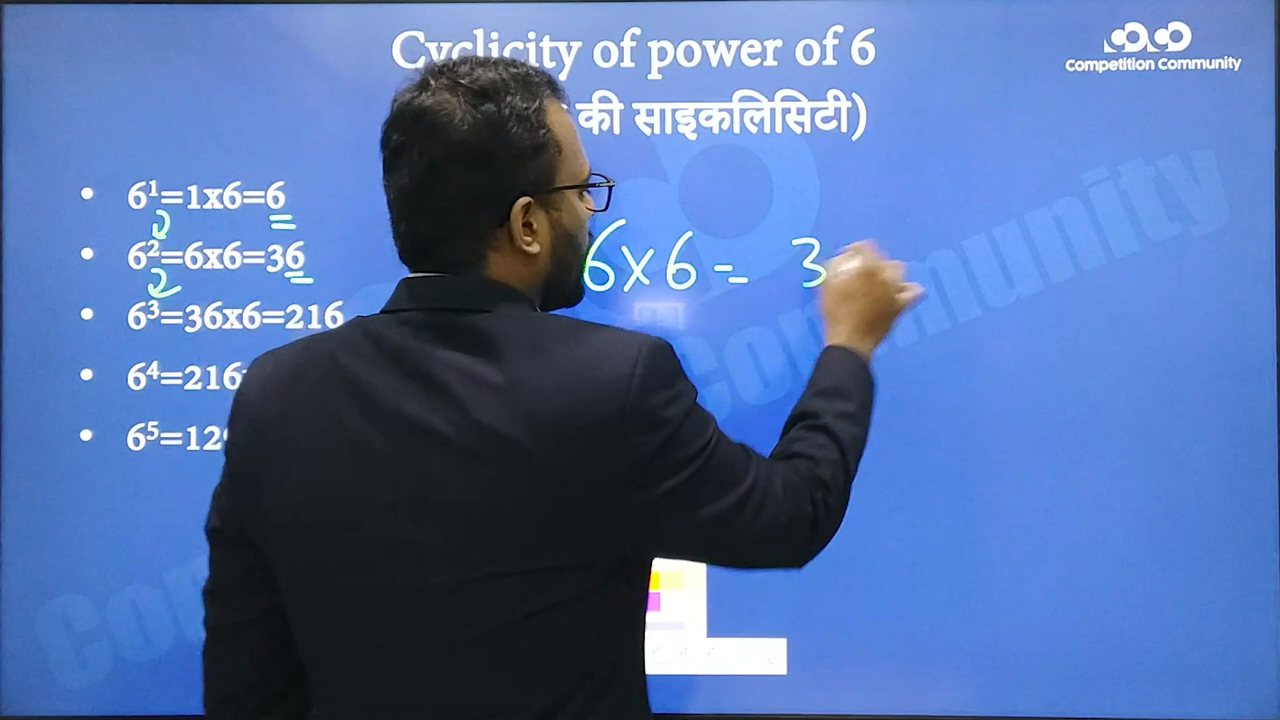 Cyclicity of power of 6
की साइकलिसिटी)
Competition Community
6¹=1x6=6
6²=6x6=36
6³=36x6=216
6⁴=216
6⁵=12
6x6= 3
Community